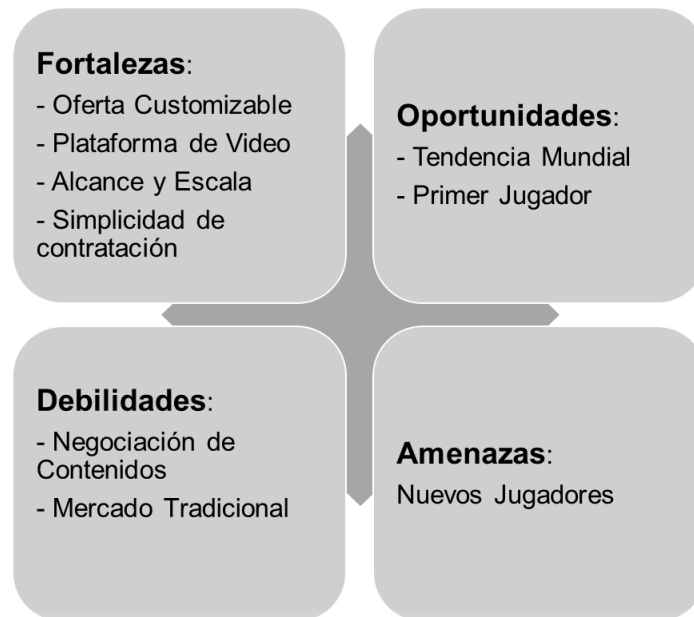 Fortalezas:
- Oferta Customizable
- Plataforma de Video
- Alcance y Escala
- Simplicidad de
contratación
Oportunidades:
- Tendencia Mundial
- Primer Jugador
Debilidades:
- Negociación de
Contenidos
- Mercado Tradicional
Amenazas:
Nuevos Jugadores